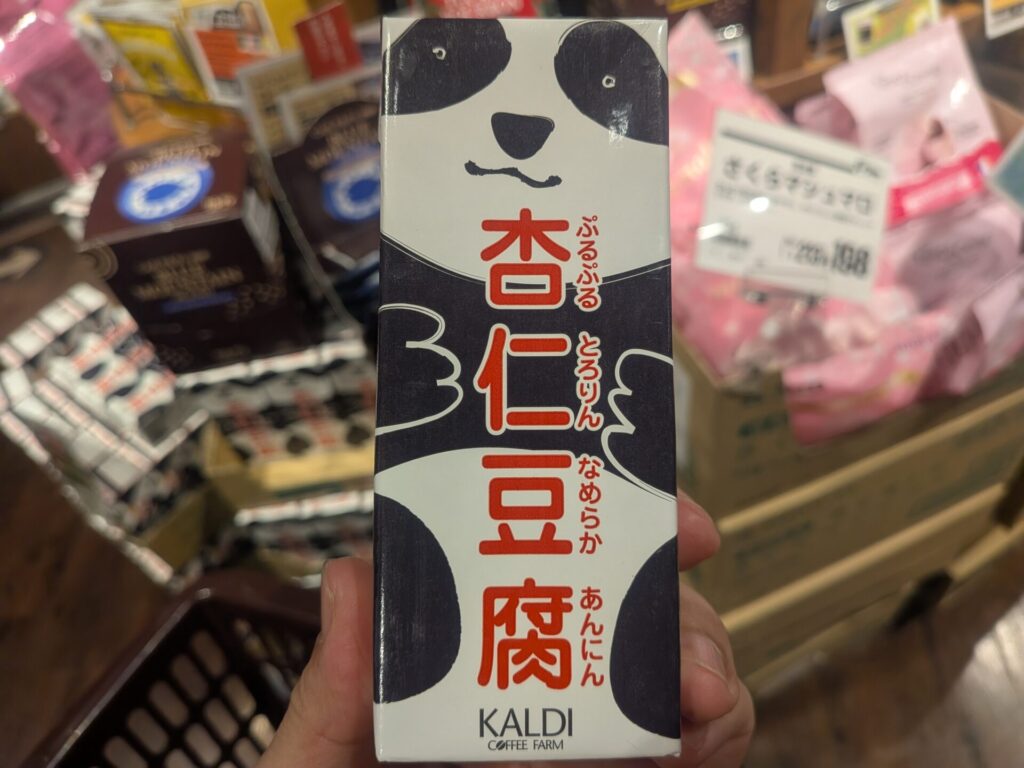 杏仁豆腐
ぷるぷる とろりん なめらか あんにん
KALDI
COFFEE FARM
さくらマシュマロ
198